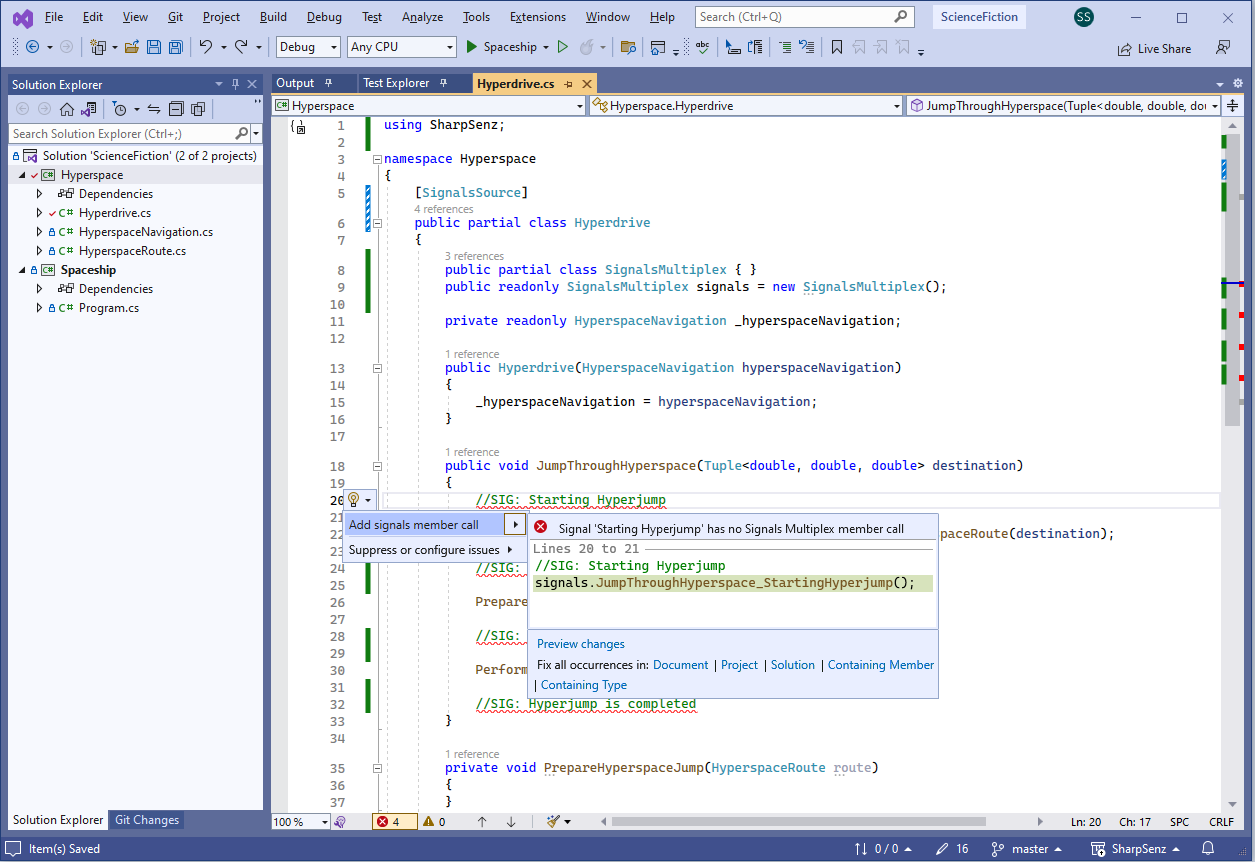 File Edit View Git Project Build Debug Test Analyze Tools Extensions Window Help Search (Ctrl+Q) ScienceFiction SS
Debug Any CPU Spaceship abc Live Share
Solution Explorer
Search Solution Explorer (Ctrl+;)
Solution 'ScienceFiction' (2 of 2 projects)
C# Hyperspace
Dependencies
C# Hyperdrive.cs
C# HyperspaceNavigation.cs
C# HyperspaceRoute.cs
C# Spaceship
Dependencies
C# Program.cs
Solution Explorer Git Changes
Output Test Explorer Hyperdrive.cs
C# Hyperspace Hyperspace.Hyperdrive JumpThroughHyperspace(Tuple<double, double, dou
1 using SharpSenz;
2
3 namespace Hyperspace
4 {
5 [SignalsSource]
4 references
6 public partial class Hyperdrive
7 {
3 references
8 public partial class SignalsMultiplex { }
9 public readonly SignalsMultiplex signals = new SignalsMultiplex();
10
11 private readonly HyperspaceNavigation _hyperspaceNavigation;
12
1 reference
13 public Hyperdrive(HyperspaceNavigation hyperspaceNavigation)
14 {
15 _hyperspaceNavigation = hyperspaceNavigation;
16 }
17
1 reference
18 public void JumpThroughHyperspace(Tuple<double, double, double> destination)
19 {
20 //SIG: Starting Hyperjump
21
22 paceRoute(destination);
23
24 //SIG:
25
26 Prepare
27
28 //SIG:
29
30 Perform
31
32 //SIG: Hyperjump is completed
33 }
34
1 reference
35 private void PrepareHyperspaceJump(HyperspaceRoute route)
36 {
37 }
Add signals member call
Suppress or configure issues
Signal 'Starting Hyperjump' has no Signals Multiplex member call
Lines 20 to 21
//SIG: Starting Hyperjump
signals.JumpThroughHyperspace_StartingHyperjump();
Preview changes
Fix all occurrences in: Document | Project | Solution | Containing Member
| Containing Type
100 % 4 0 Ln: 20 Ch: 17 SPC CRLF
Item(s) Saved 0 / 0 16 master SharpSenz